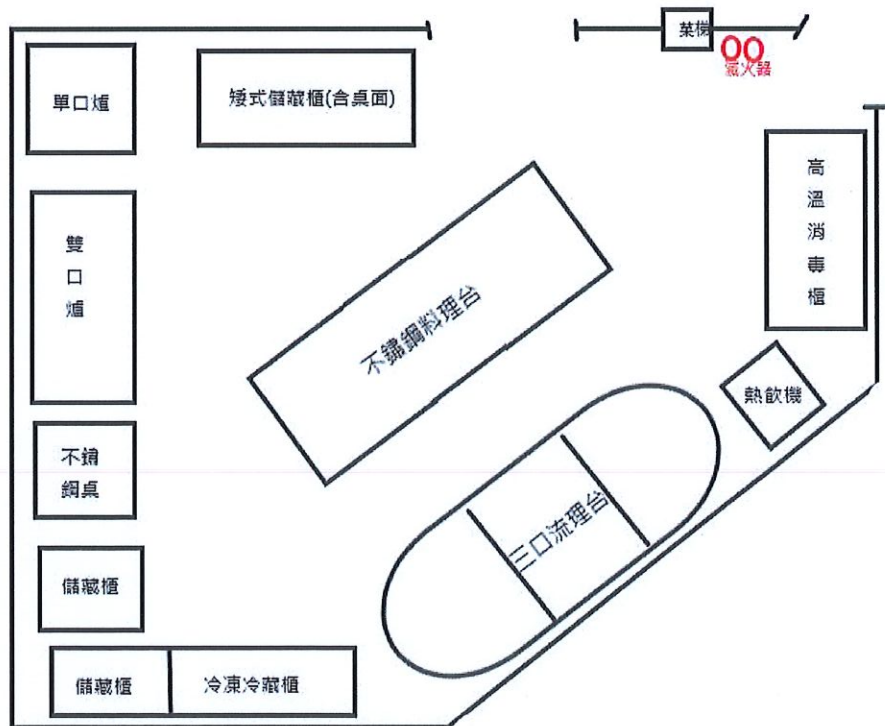 菜梯
滅火器
單口爐
矮式儲藏櫃(含桌面)
高溫消毒櫃
雙口爐
不鏽鋼料理台
熱飲機
不鏽
鋼桌
三口流理台
儲藏櫃
儲藏櫃
冷凍冷藏櫃